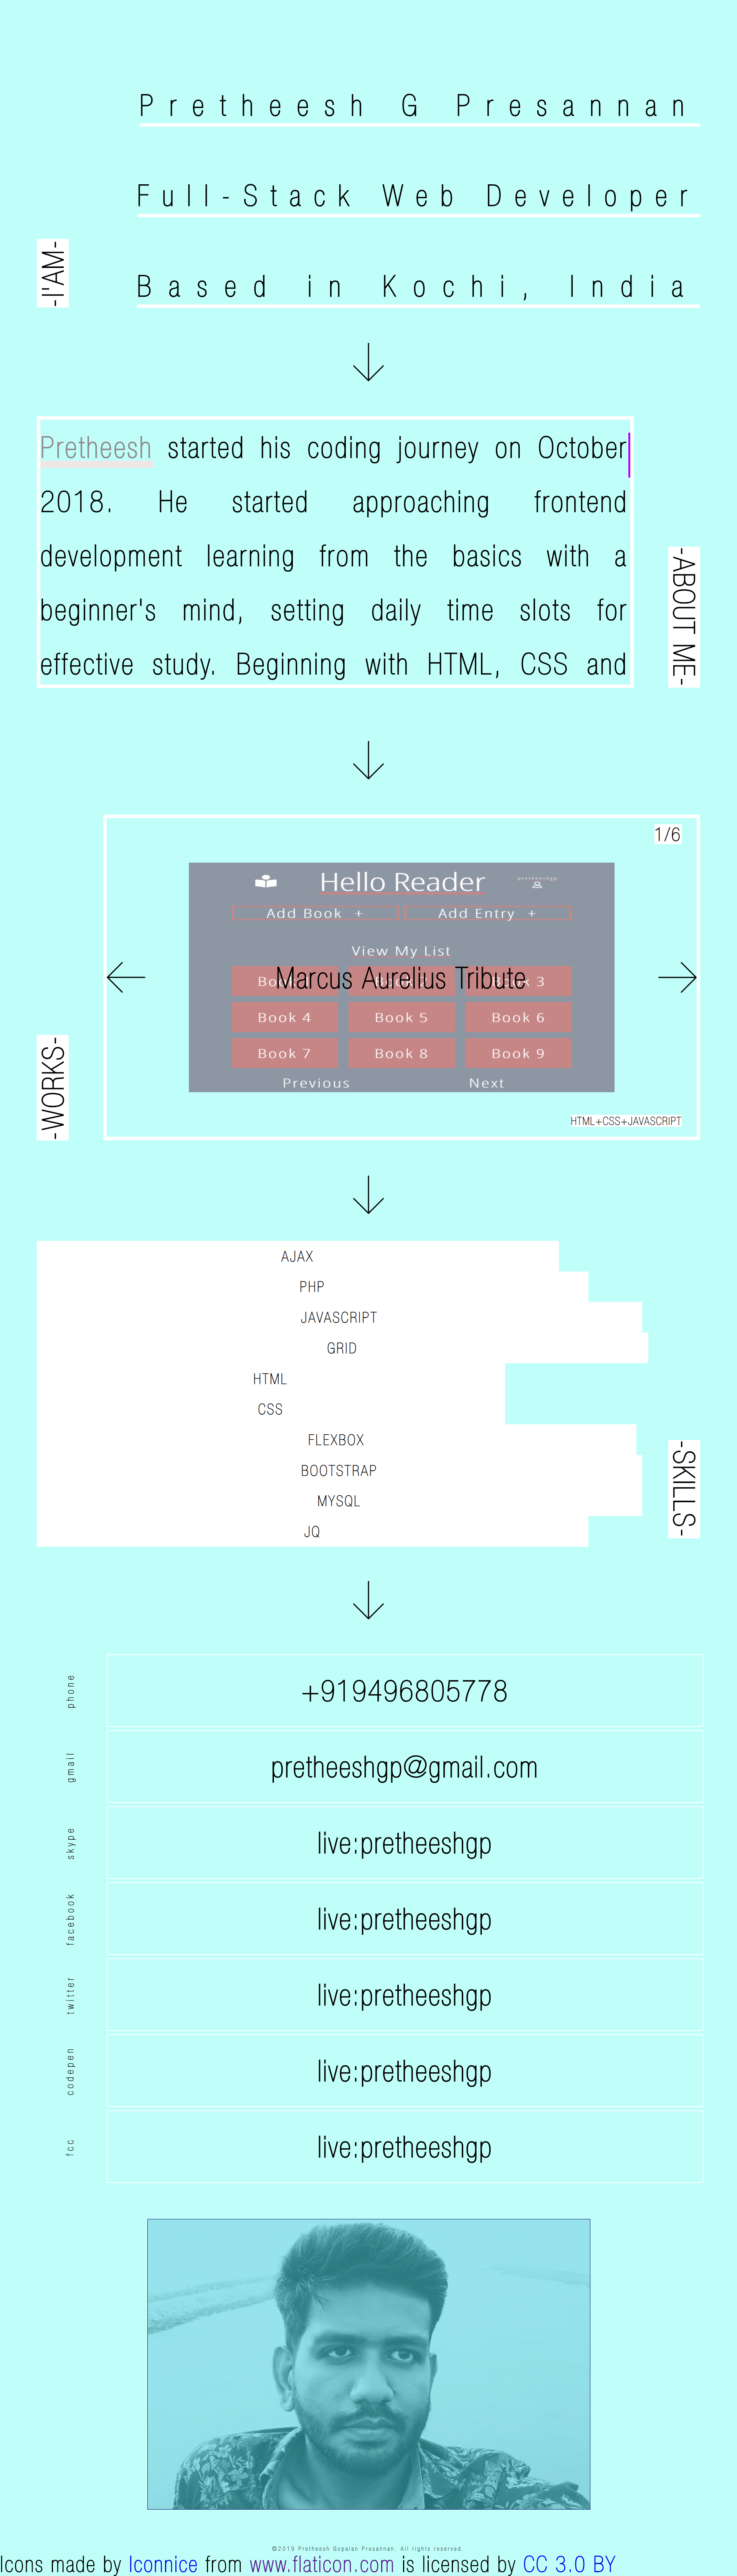 Pretheesh G Presannan
Full-Stack Web Developer
Based in Kochi, India
-I'AM-
Pretheesh started his coding journey on October
2018. He started approaching frontend
development learning from the basics with a
beginner's mind, setting daily time slots for
effective study. Beginning with HTML, CSS and
-ABOUT ME-
1/6
Hello Reader
pretheeshgp
Add Book +
Add Entry +
View My List
Marcus Aurelius Tribute
Book 3
Book 4
Book 5
Book 6
Book 7
Book 8
Book 9
Previous
Next
HTML+CSS+JAVASCRIPT
-WORKS-
AJAX
PHP
JAVASCRIPT
GRID
HTML
CSS
FLEXBOX
BOOTSTRAP
MYSQL
JQ
-SKILLS-
phone
+919496805778
gmail
pretheeshgp@gmail.com
skype
live:pretheeshgp
facebook
live:pretheeshgp
twitter
live:pretheeshgp
codepen
live:pretheeshgp
fcc
live:pretheeshgp
©2019 Pretheesh Gopalan Presannan. All rights reserved.
Icons made by Iconnice from www.flaticon.com is licensed by CC 3.0 BY